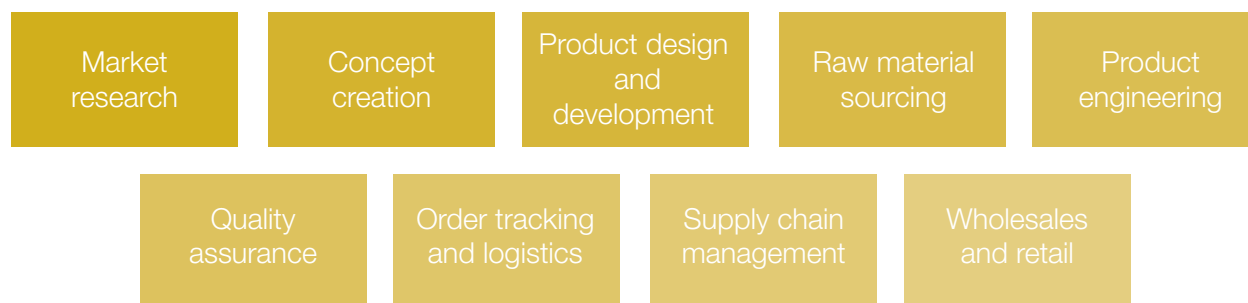 Market
research
Concept
creation
Product design
and
development
Raw material
sourcing
Product
engineering
Quality
assurance
Order tracking
and logistics
Supply chain
management
Wholesales
and retail